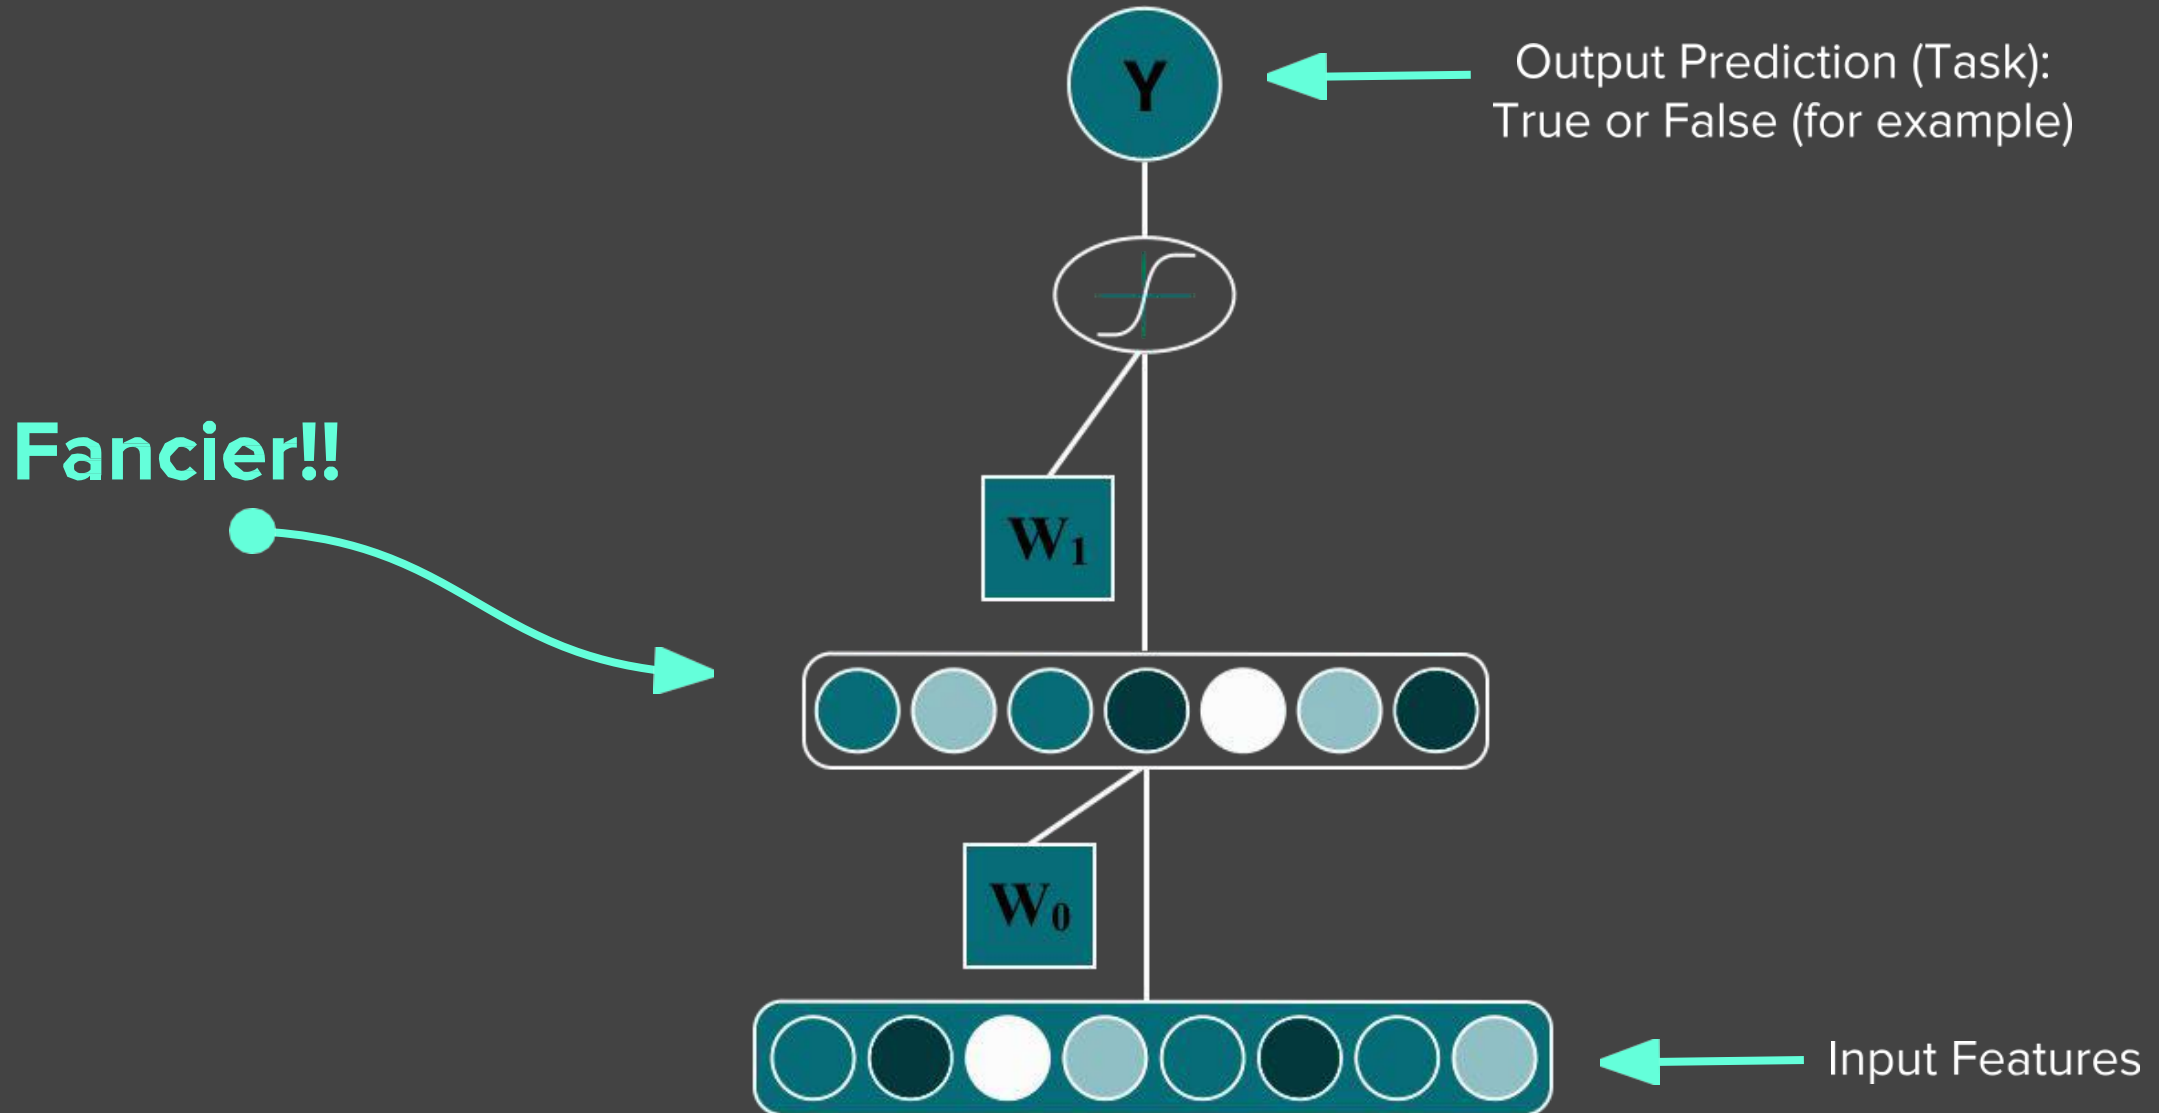 Y
Output Prediction (Task):
True or False (for example)
Fancier!!
W₁
W₀
Input Features